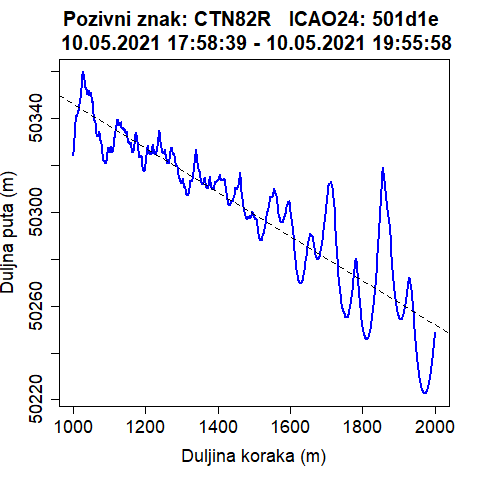 Pozivni znak: CTN82R   ICAO24: 501d1e
10.05.2021 17:58:39 - 10.05.2021 19:55:58
Duljina puta (m)
50340
50300
50260
50220
1000 1200 1400 1600 1800 2000
Duljina koraka (m)